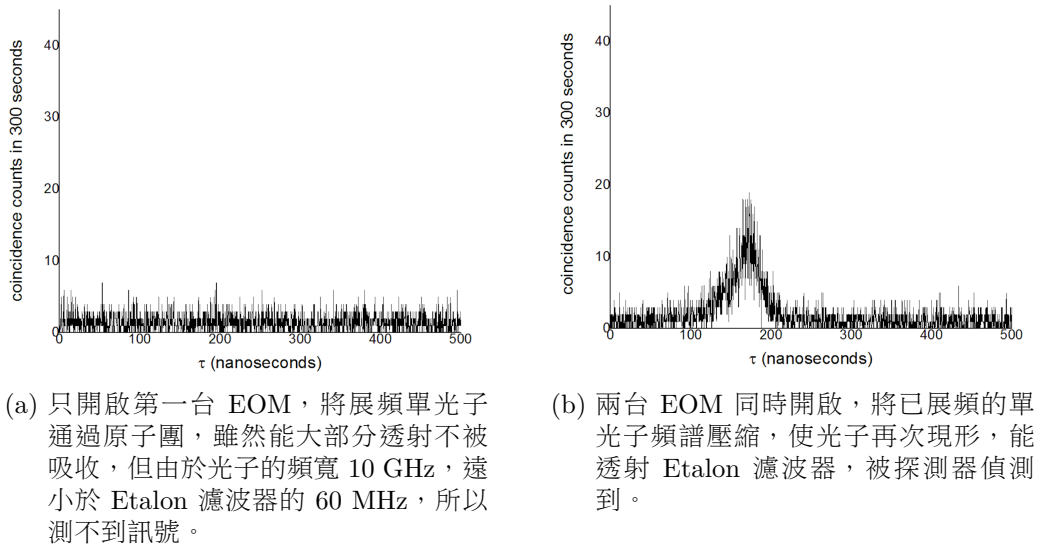 coincidence counts in 300 seconds
40
30
20
10
0
0 100 200 300 400 500
τ (nanoseconds)
(a) 只開啟第一台 EOM，將展頻單光子
通過原子團，雖然能大部分透射不被
吸收，但由於光子的頻寬 10 GHz，遠
小於 Etalon 濾波器的 60 MHz，所以
測不到訊號。
coincidence counts in 300 seconds
40
30
20
10
0
0 100 200 300 400 500
τ (nanoseconds)
(b) 兩台 EOM 同時開啟，將已展頻的單
光子頻譜壓縮，使光子再次現形，能
透射 Etalon 濾波器，被探測器偵測
到。